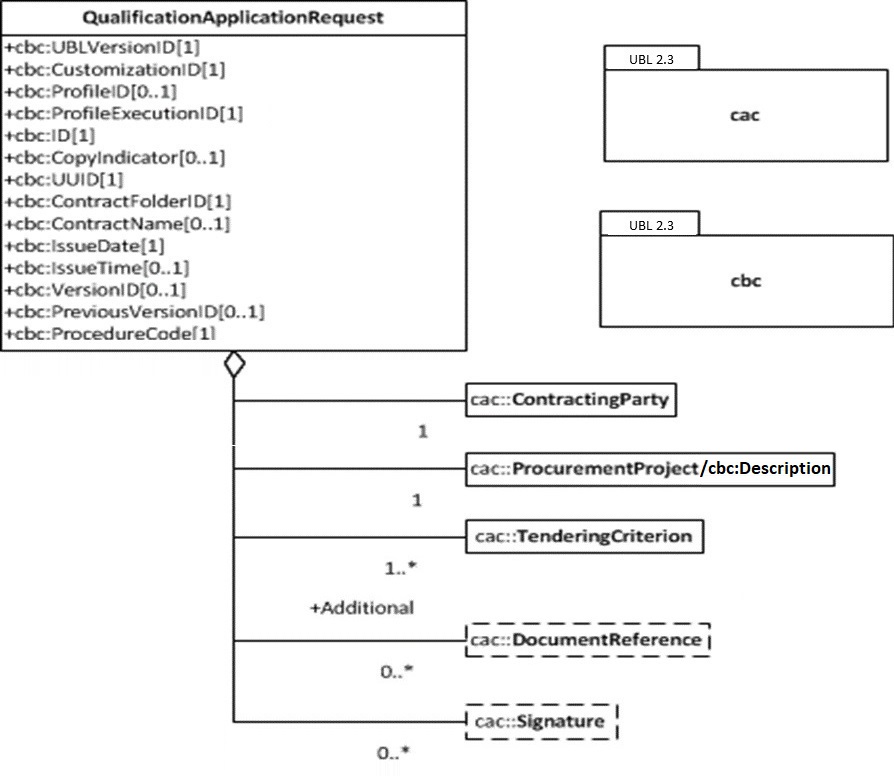 QualificationApplicationRequest
+cbc:UBLVersionID[1]
+cbc:CustomizationID[1]
+cbc:ProfileID[0..1]
+cbc:ProfileExecutionID[1]
+cbc:ID[1]
+cbc:CopyIndicator[0..1]
+cbc:UUID[1]
+cbc:ContractFolderID[1]
+cbc:ContractName[0..1]
+cbc:IssueDate[1]
+cbc:IssueTime[0..1]
+cbc:VersionID[0..1]
+cbc:PreviousVersionID[0..1]
+cbc:ProcedureCode[1]
UBL 2.3
cac
UBL 2.3
cbc
cac::ContractingParty
1
cac::ProcurementProject/cbc:Description
1
cac::TenderingCriterion
1..*
+Additional
cac::DocumentReference
0..*
cac::Signature
0..*